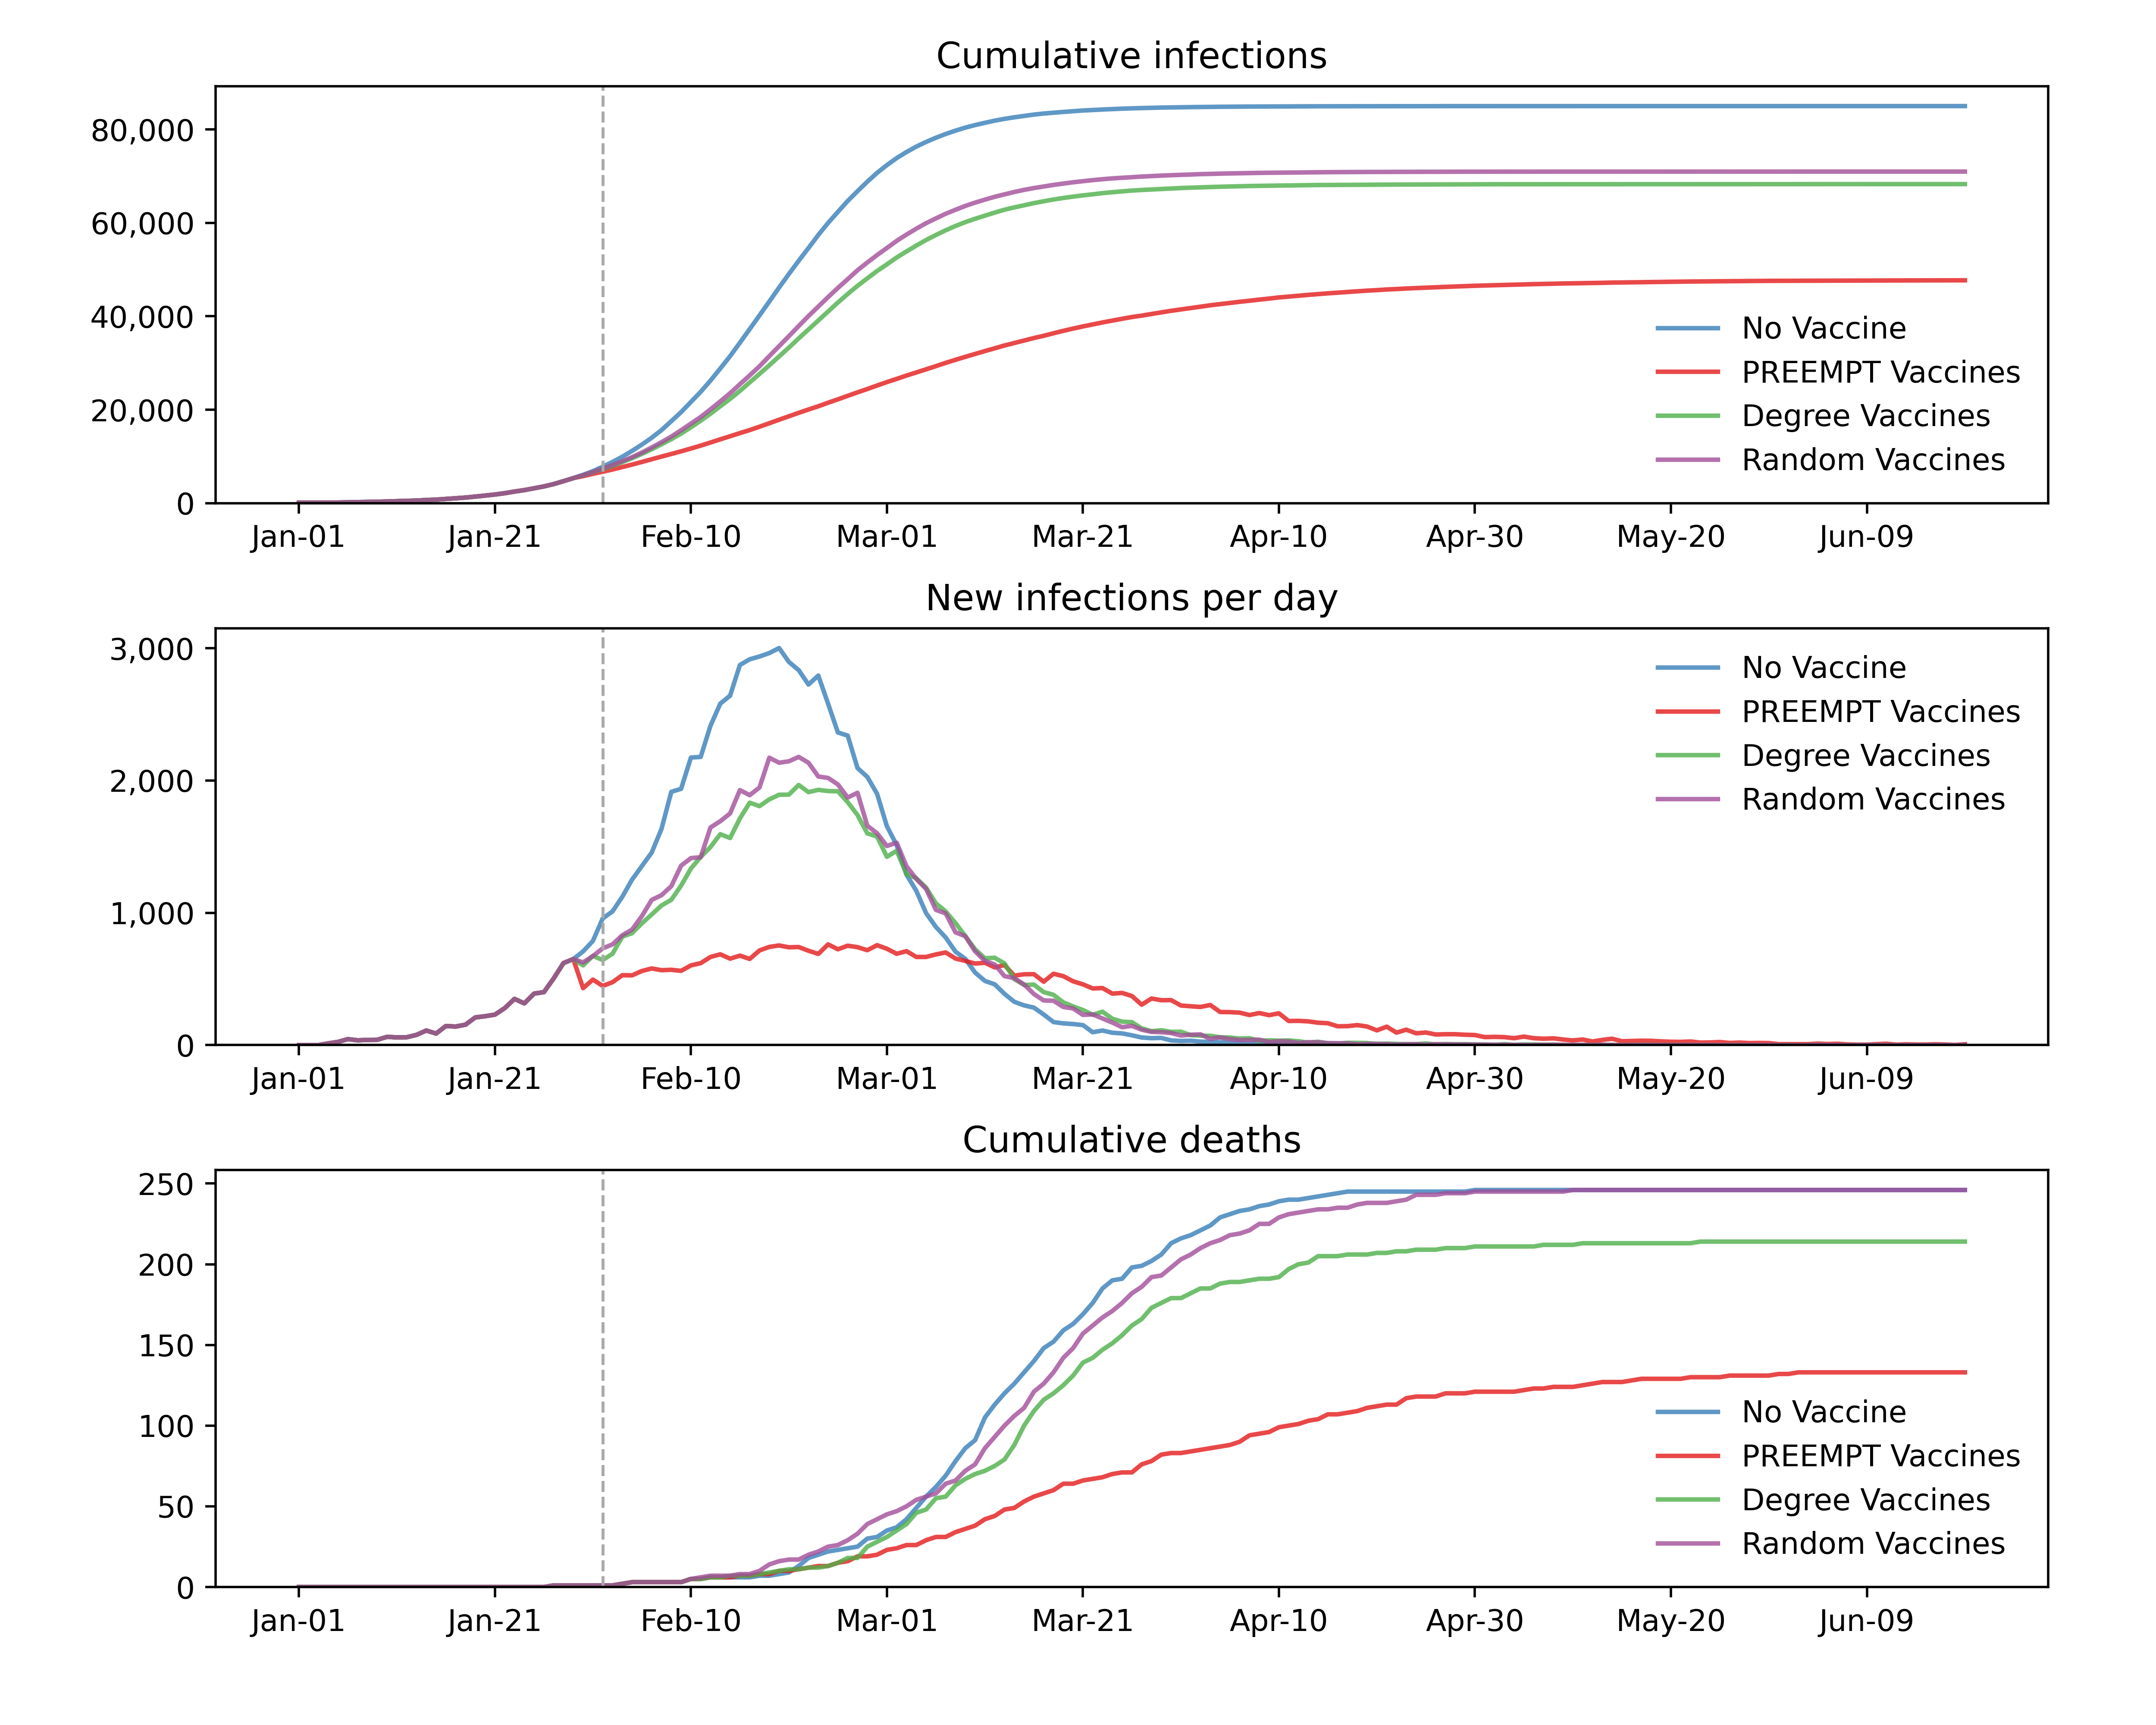 Cumulative infections
80,000
60,000
40,000
20,000
0
No Vaccine
PREEMPT Vaccines
Degree Vaccines
Random Vaccines
Jan-01 Jan-21 Feb-10 Mar-01 Mar-21 Apr-10 Apr-30 May-20 Jun-09
New infections per day
3,000
2,000
1,000
0
No Vaccine
PREEMPT Vaccines
Degree Vaccines
Random Vaccines
Jan-01 Jan-21 Feb-10 Mar-01 Mar-21 Apr-10 Apr-30 May-20 Jun-09
Cumulative deaths
250
200
150
100
50
0
No Vaccine
PREEMPT Vaccines
Degree Vaccines
Random Vaccines
Jan-01 Jan-21 Feb-10 Mar-01 Mar-21 Apr-10 Apr-30 May-20 Jun-09